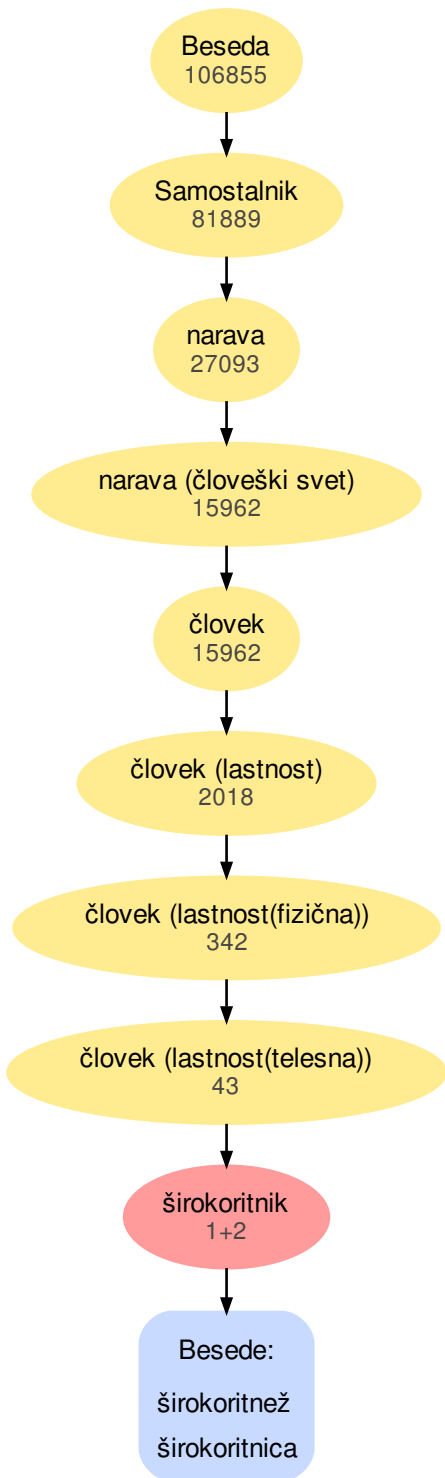 Beseda
106855
Samostalnik
81889
narava
27093
narava (človeški svet)
15962
človek
15962
človek (lastnost)
2018
človek (lastnost(fizična))
342
človek (lastnost(telesna))
43
širokoritnik
1+2
Besede:
širokoritnež
širokoritnica